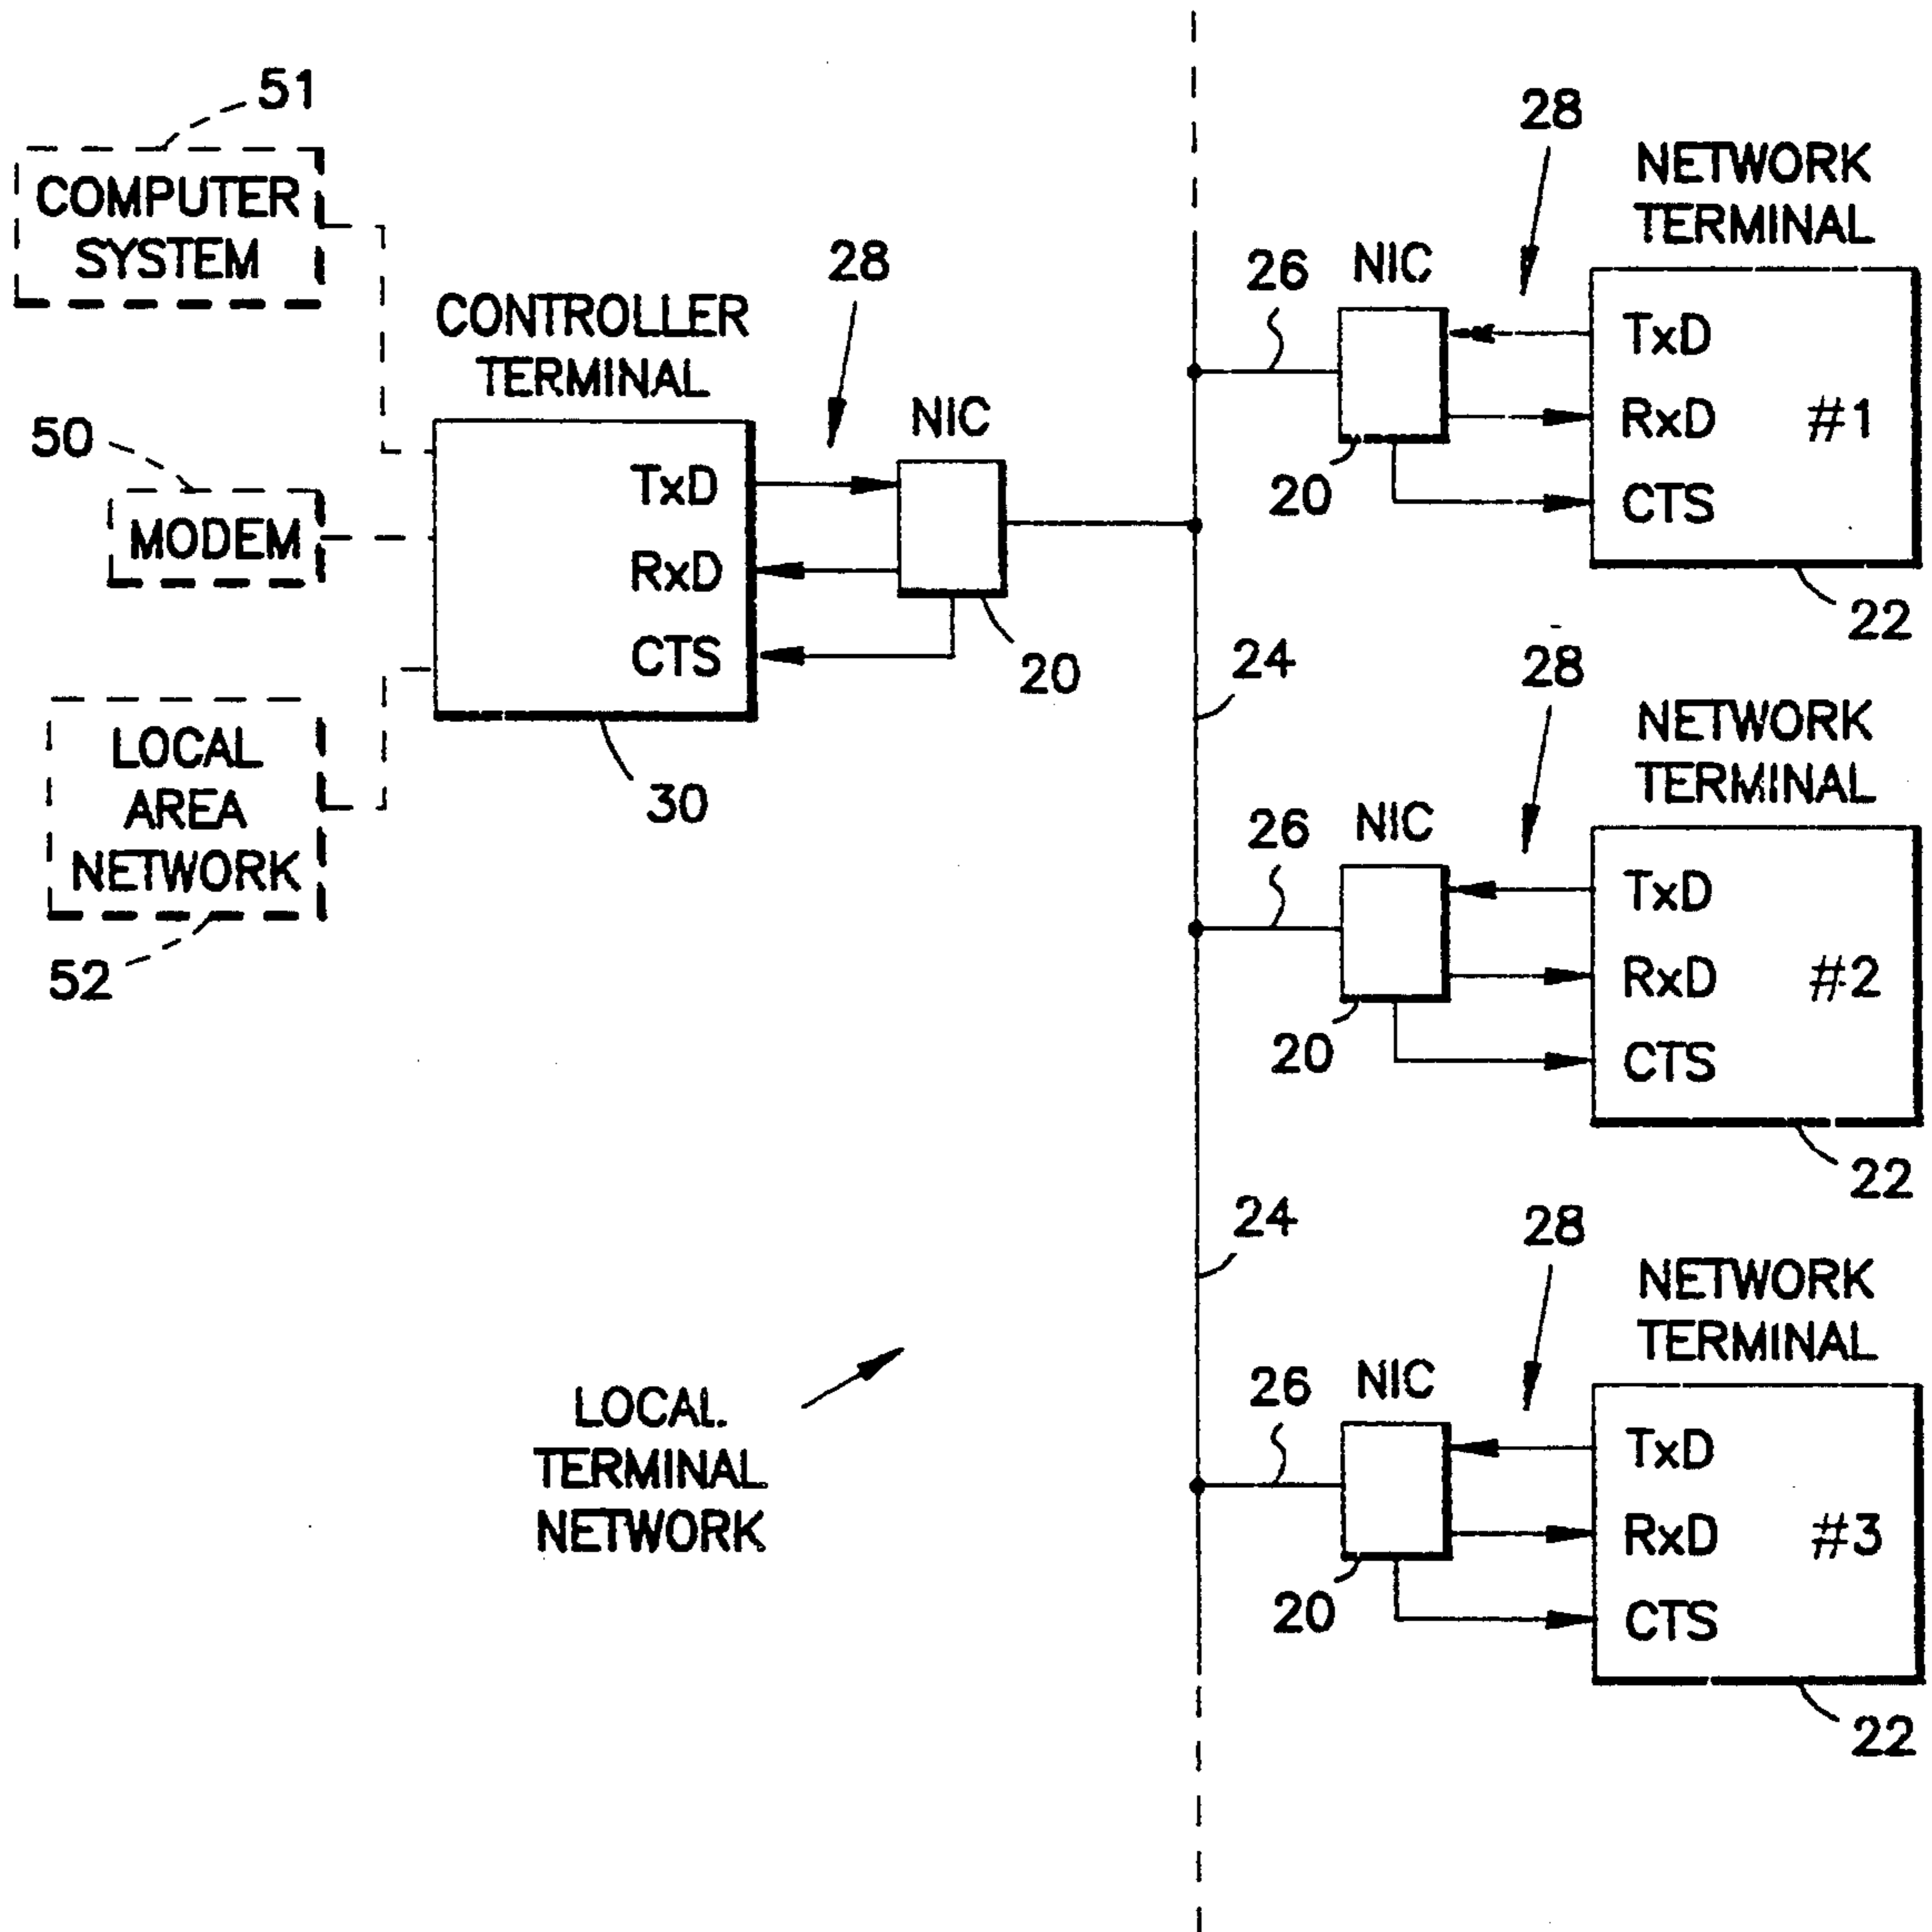 51
COMPUTER
SYSTEM
50
MODEM
LOCAL
AREA
NETWORK
52
CONTROLLER
TERMINAL
28
NIC
TxD
RxD
CTS
20
30
24
24
LOCAL
TERMINAL
NETWORK
28
NETWORK
TERMINAL
26
NIC
TxD
RxD
#1
CTS
20
22
28
NETWORK
TERMINAL
26
NIC
TxD
RxD
#2
CTS
20
22
28
NETWORK
TERMINAL
26
NIC
TxD
RxD
#3
CTS
20
22